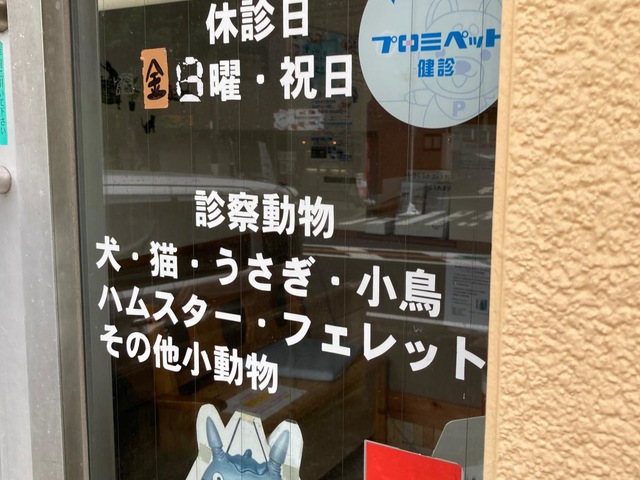 休診日
金 日曜・祝日
プロミペット
健診
P
診察動物
犬・猫・うさぎ・小鳥
ハムスター・フェレット
その他小動物